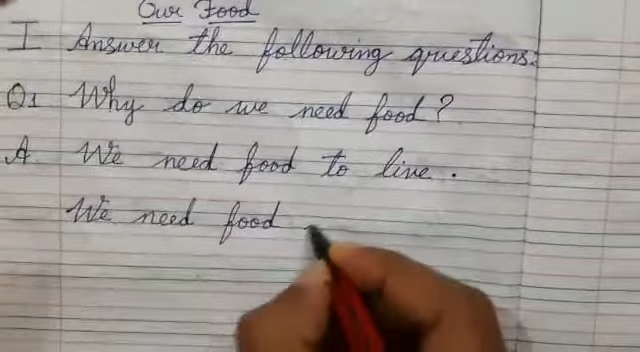 Our Food
I Answer the following questions:
Q1 Why do we need food?
A We need food to live.
We need food